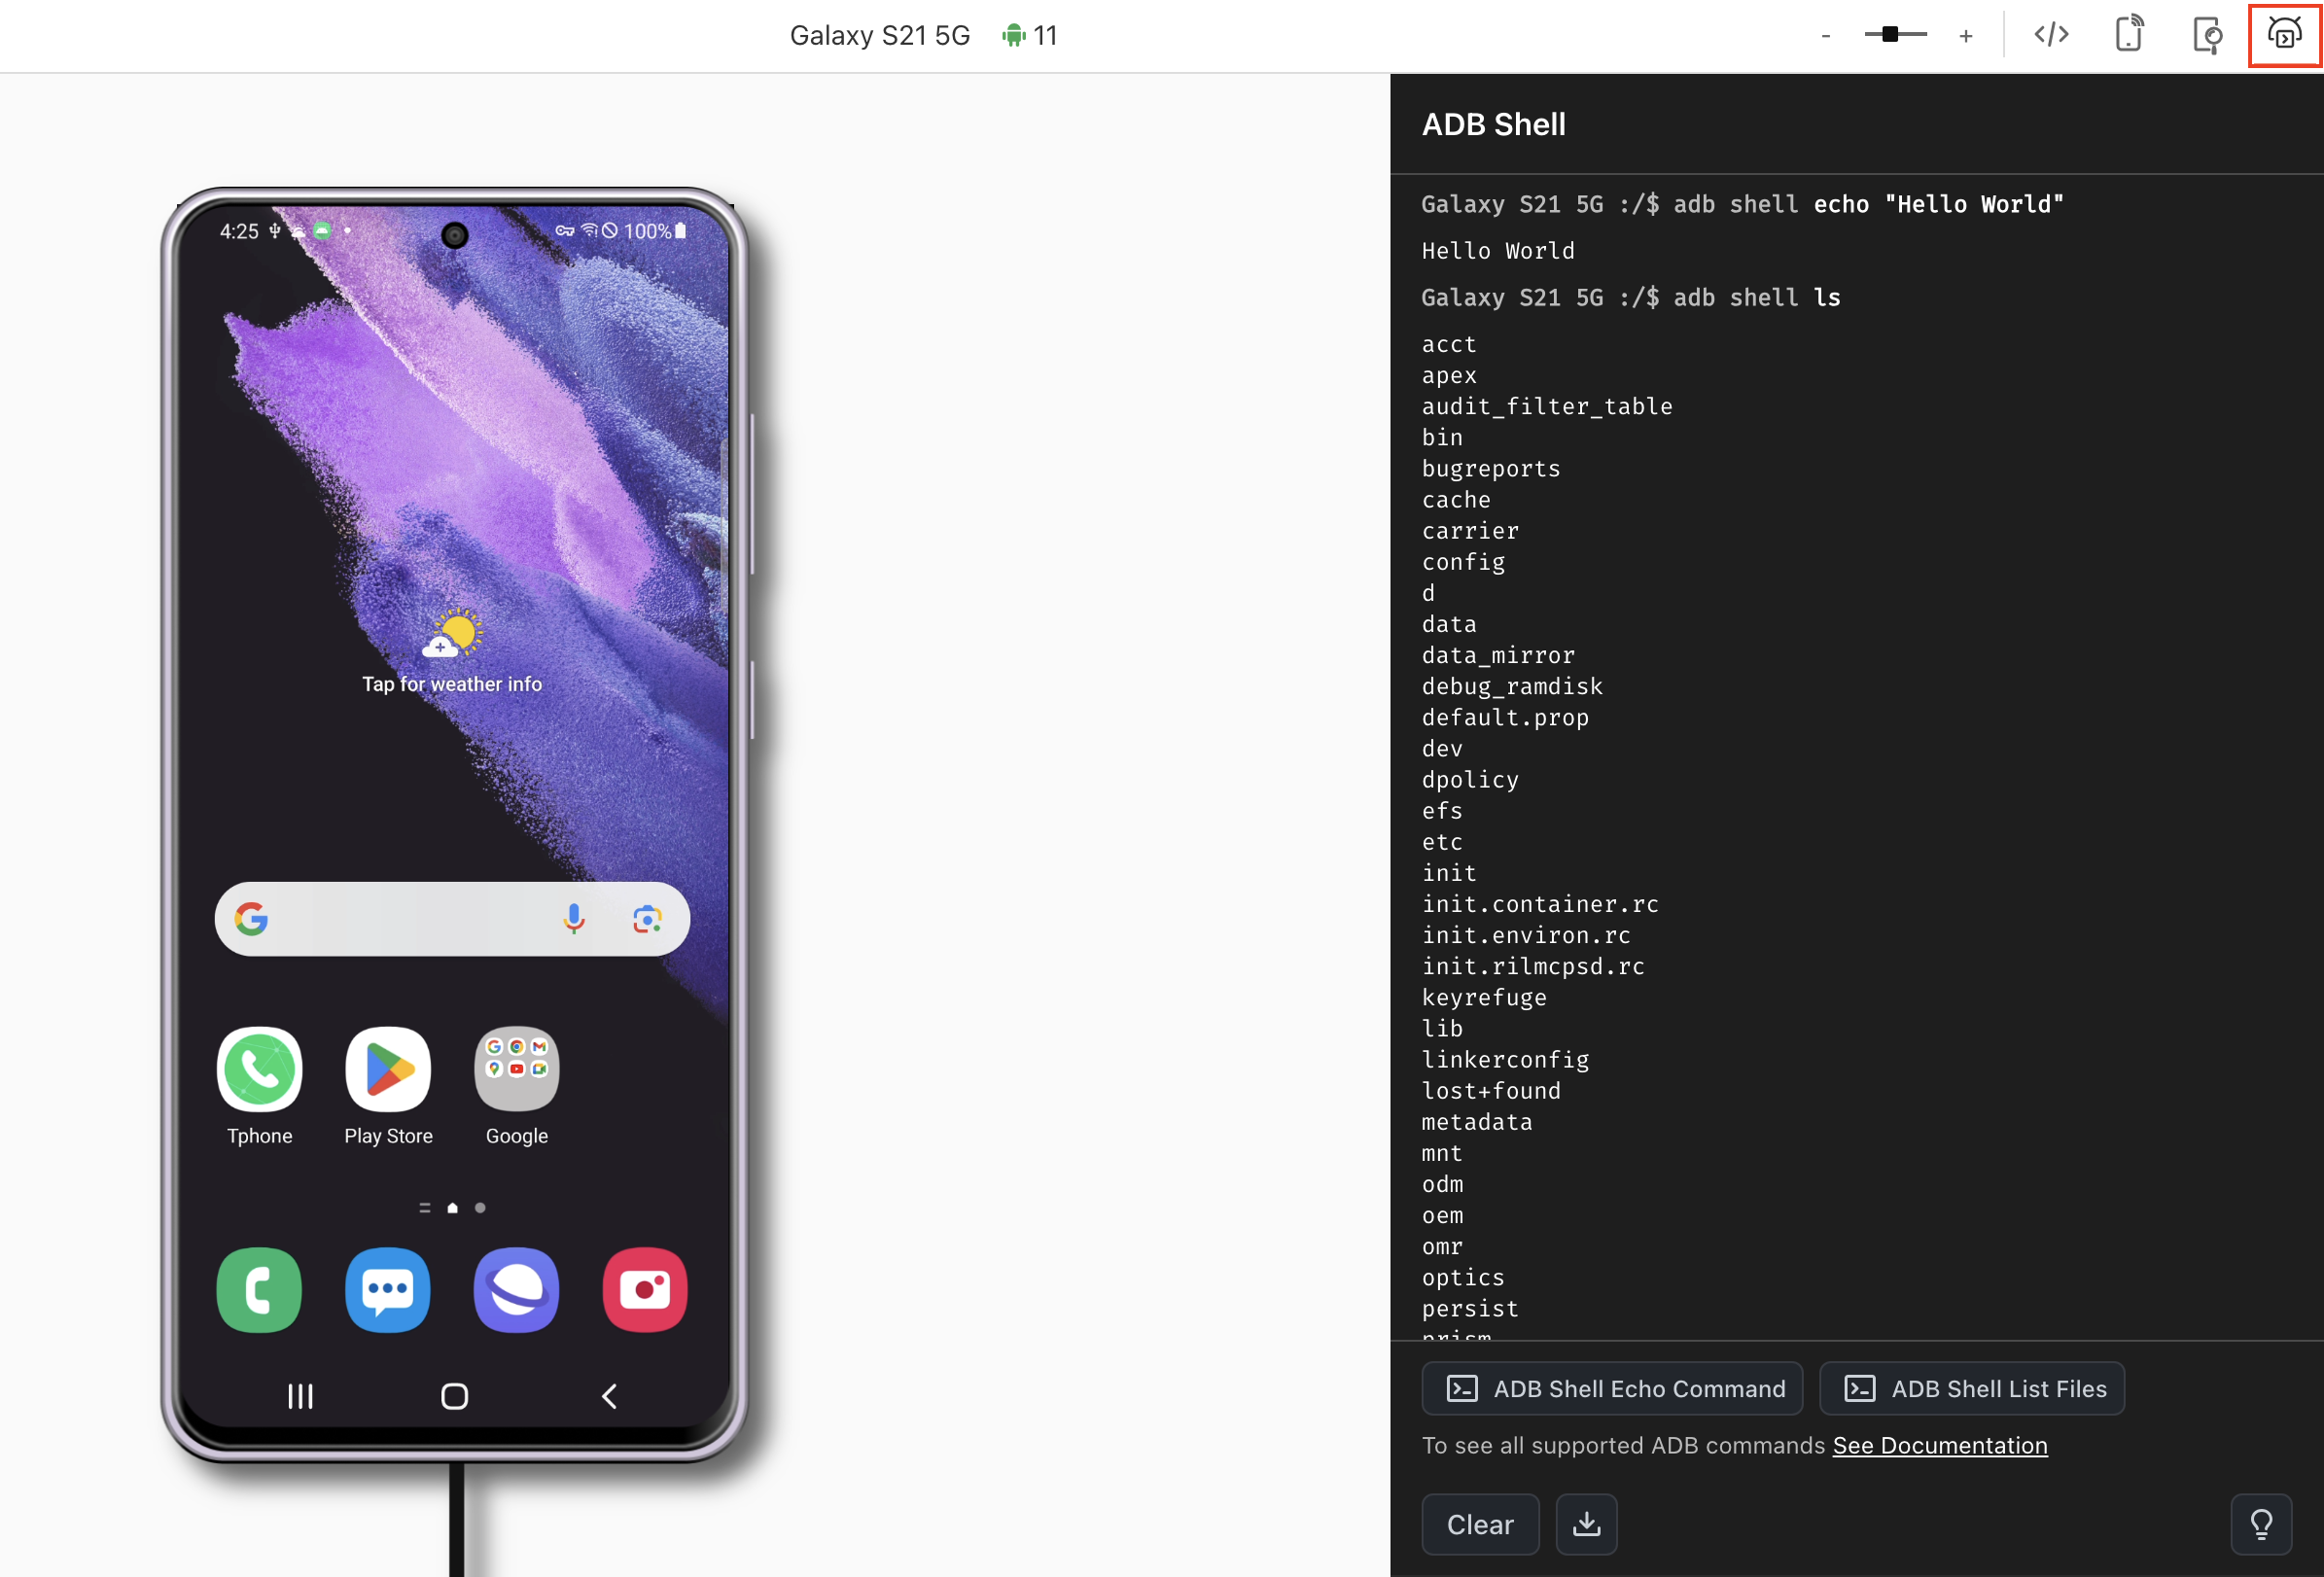 Galaxy S21 5G 11
- +
ADB Shell
Galaxy S21 5G :/$ adb shell echo "Hello World"
Hello World
Galaxy S21 5G :/$ adb shell ls
acct
apex
audit_filter_table
bin
bugreports
cache
carrier
config
d
data
data_mirror
debug_ramdisk
default.prop
dev
dpolicy
efs
etc
init
init.container.rc
init.environ.rc
init.rilmcpsd.rc
keyrefuge
lib
linkerconfig
lost+found
metadata
mnt
odm
oem
omr
optics
persist
prism
ADB Shell Echo Command
ADB Shell List Files
To see all supported ADB commands See Documentation
Clear
4:25 100%
Tap for weather info
Tphone Play Store Google